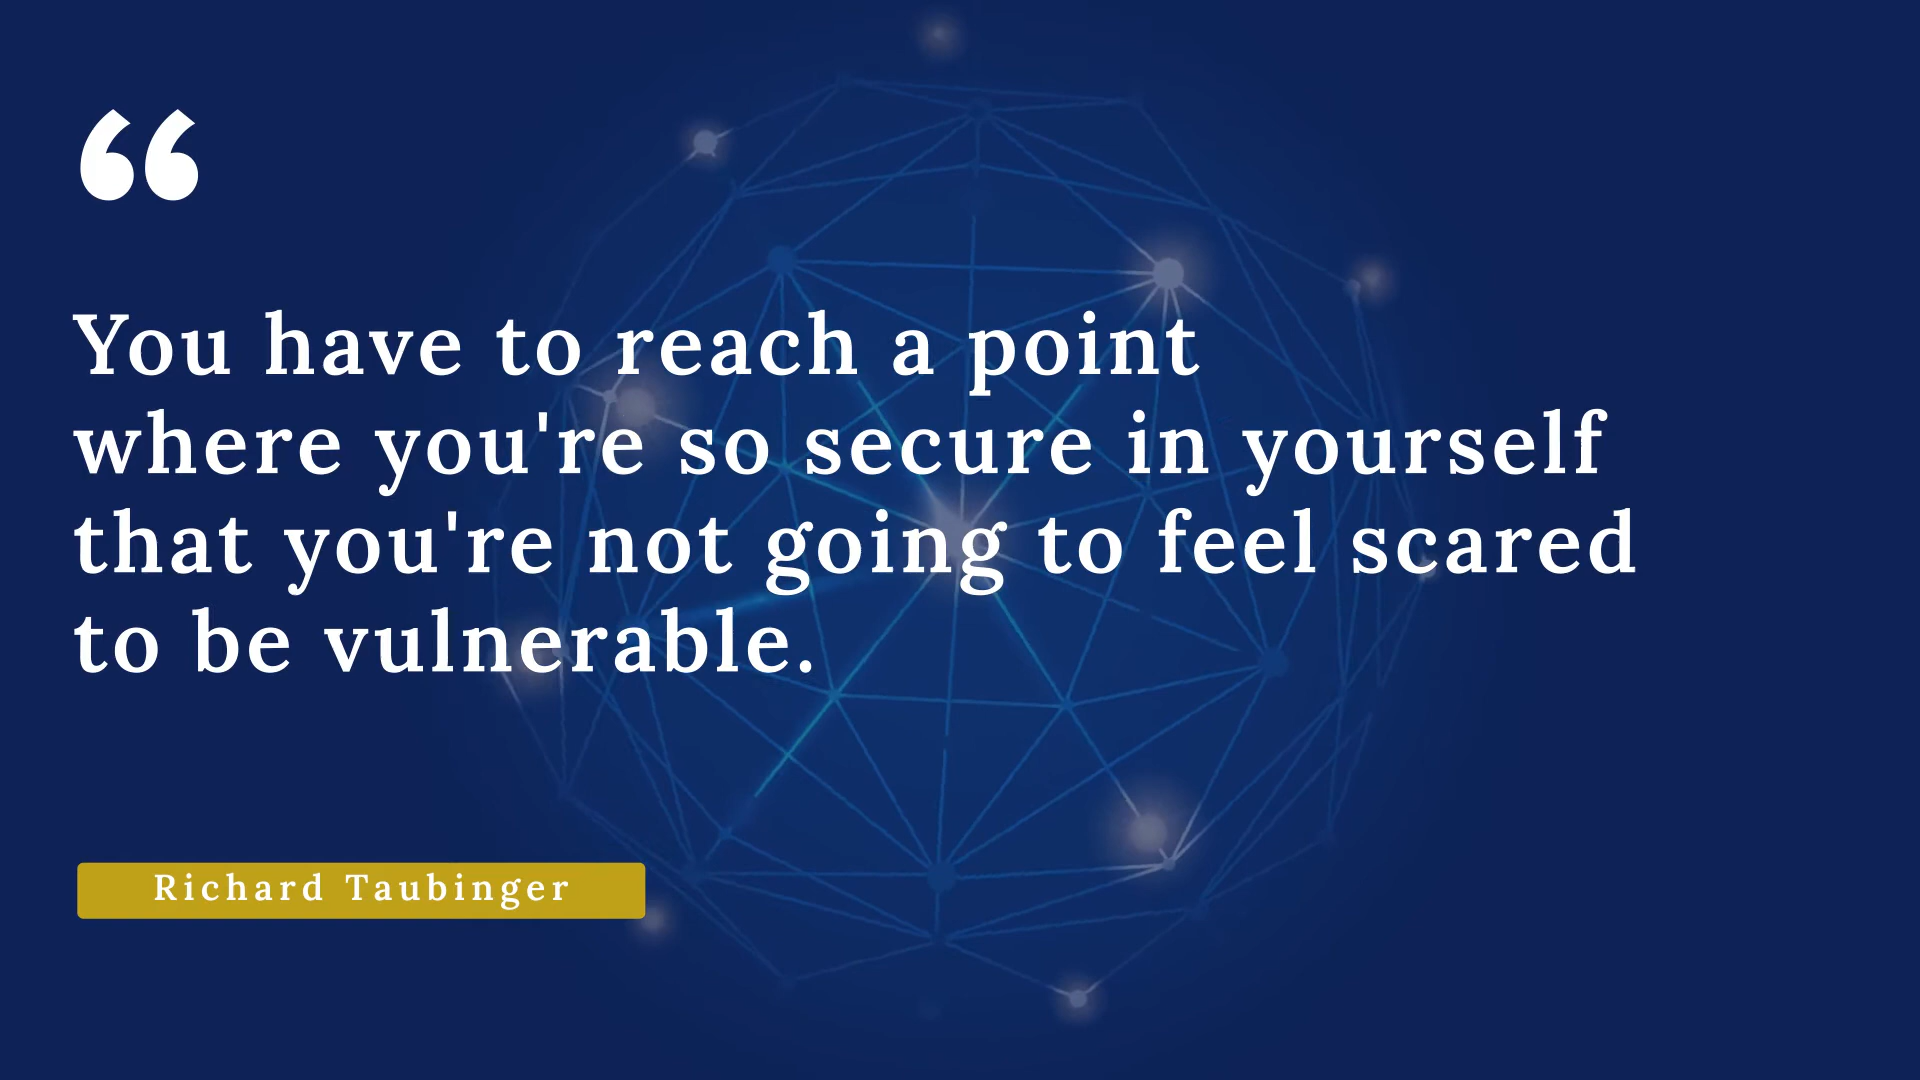 “
You have to reach a point
where you're so secure in yourself
that you're not going to feel scared
to be vulnerable.
Richard Taubinger